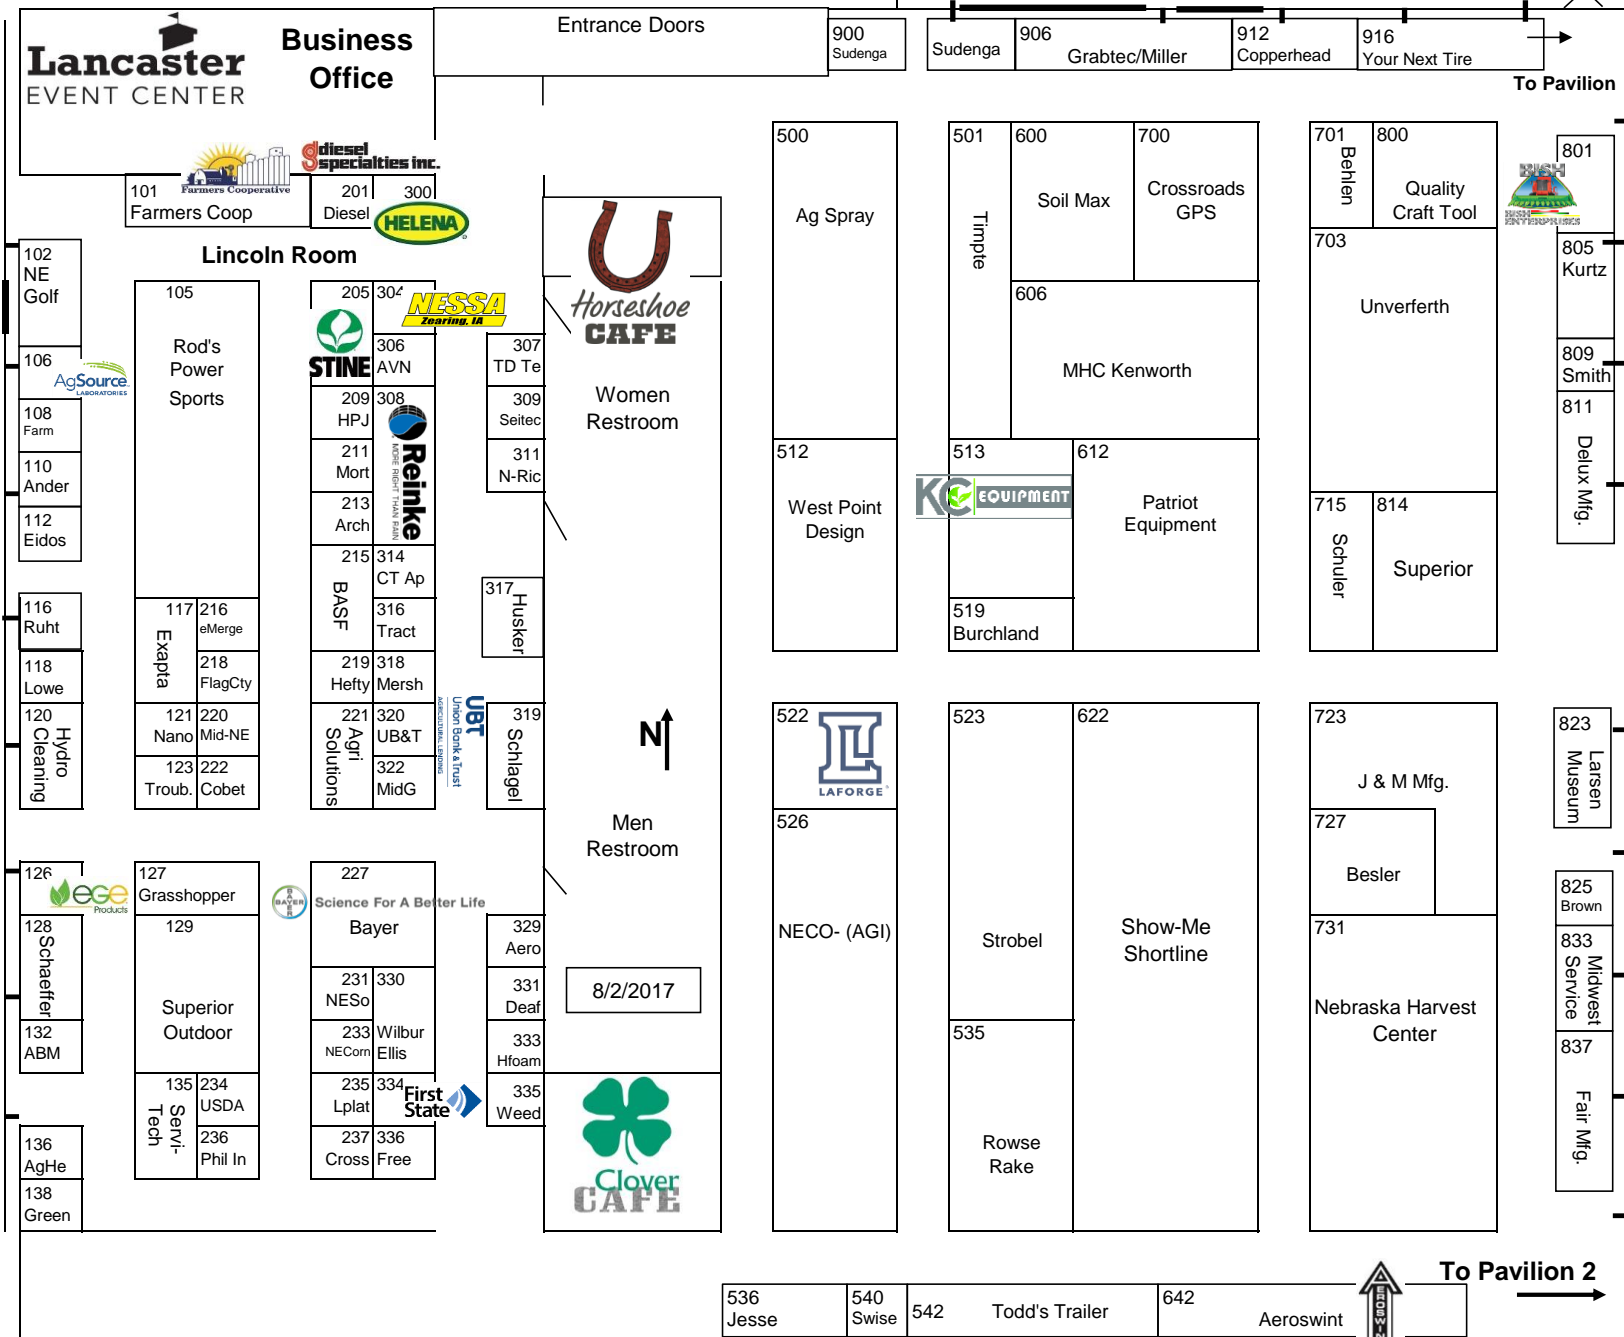 Lancaster
EVENT CENTER
Business
Office
Entrance Doors
900
Sudenga
Sudenga
906
Grabtec/Miller
912
Copperhead
916
Your Next Tire
To Pavilion
diesel
specialties inc.
Farmers Cooperative
101
Farmers Coop
201
Diesel
300
HELENA
Lincoln Room
102
NE
Golf
106
AgSource
LABORATORIES
108
Farm
110
Ander
112
Eidos
116
Ruht
118
Lowe
120
Hydro
Cleaning
126
ege
Products
128
Schaeffer
132
ABM
136
AgHe
138
Green
105
Rod's
Power
Sports
117
Exapta
216
eMerge
218
FlagCty
121
Nano
220
Mid-NE
123
Troub.
222
Cobet
127
Grasshopper
129
Superior
Outdoor
135
Servi-
Tech
234
USDA
236
Phil In
205
STINE
304
NESSA
Zearing, IA
306
AVN
209
HPJ
308
Reinke
MORE RIGHT THAN RAIN
211
Mort
213
Arch
215
BASF
314
CT Ap
316
Tract
219
Hefty
318
Mersh
221
Agri
Solutions
320
UB&T
322
MidG
UBT
Union Bank & Trust
AGRICULTURAL LENDING
227
BAYER
BAYER
Science For A Better Life
Bayer
231
NESo
330
Wilbur
Ellis
233
NECorn
235
Lplat
334
First
State
237
Cross
336
Free
307
TD Te
309
Seitec
311
N-Ric
317
Husker
319
Schlagel
329
Aero
331
Deaf
333
Hfoam
335
Weed
Horseshoe
CAFE
Women
Restroom
N
Men
Restroom
8/2/2017
Clover
CAFE
500
Ag Spray
512
West Point
Design
522
LAFORGE
526
NECO- (AGI)
501
Timpte
600
Soil Max
700
Crossroads
GPS
606
MHC Kenworth
513
KC EQUIPMENT
612
Patriot
Equipment
519
Burchland
523
Strobel
622
Show-Me
Shortline
535
Rowse
Rake
701
Behlen
800
Quality
Craft Tool
703
Unverferth
715
Schuler
814
Superior
723
J & M Mfg.
727
Besler
731
Nebraska Harvest
Center
801
BISH
BISH
ENTERPRISES
805
Kurtz
809
Smith
811
Delux Mfg.
823
Larsen
Museum
825
Brown
833
Midwest
Service
837
Fair Mfg.
To Pavilion 2
536
Jesse
540
Swise
542
Todd's Trailer
642
Aeroswint